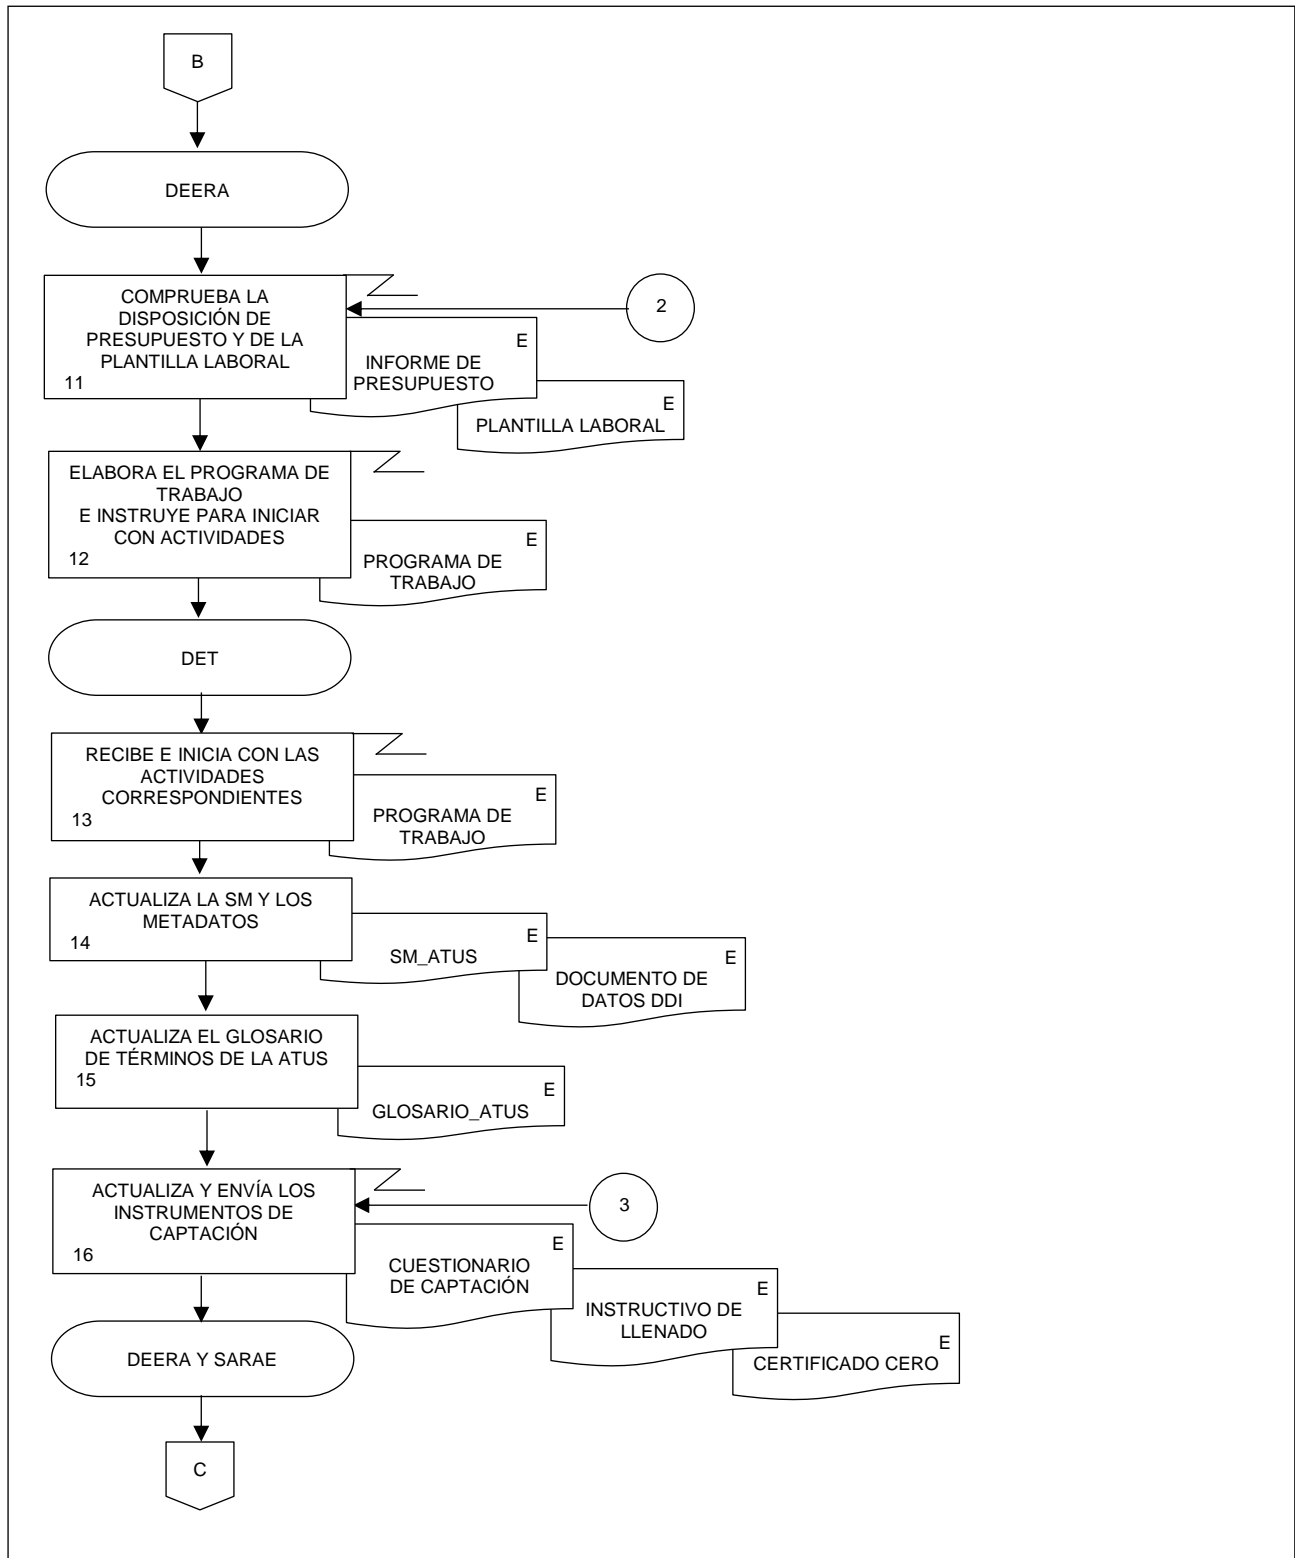 B
DEERA
COMPRUEBA LA
DISPOSICIÓN DE
PRESUPUESTO Y DE LA
PLANTILLA LABORAL
11
2
E
INFORME DE
PRESUPUESTO
E
PLANTILLA LABORAL
ELABORA EL PROGRAMA DE
TRABAJO
E INSTRUYE PARA INICIAR
CON ACTIVIDADES
12
E
PROGRAMA DE
TRABAJO
DET
RECIBE E INICIA CON LAS
ACTIVIDADES
CORRESPONDIENTES
13
E
PROGRAMA DE
TRABAJO
ACTUALIZA LA SM Y LOS
METADATOS
14
E
SM_ATUS
E
DOCUMENTO DE
DATOS DDI
ACTUALIZA EL GLOSARIO
DE TÉRMINOS DE LA ATUS
15
E
GLOSARIO_ATUS
ACTUALIZA Y ENVÍA LOS
INSTRUMENTOS DE
CAPTACIÓN
16
3
E
CUESTIONARIO
DE CAPTACIÓN
E
INSTRUCTIVO DE
LLENADO
E
CERTIFICADO CERO
DEERA Y SARAE
C